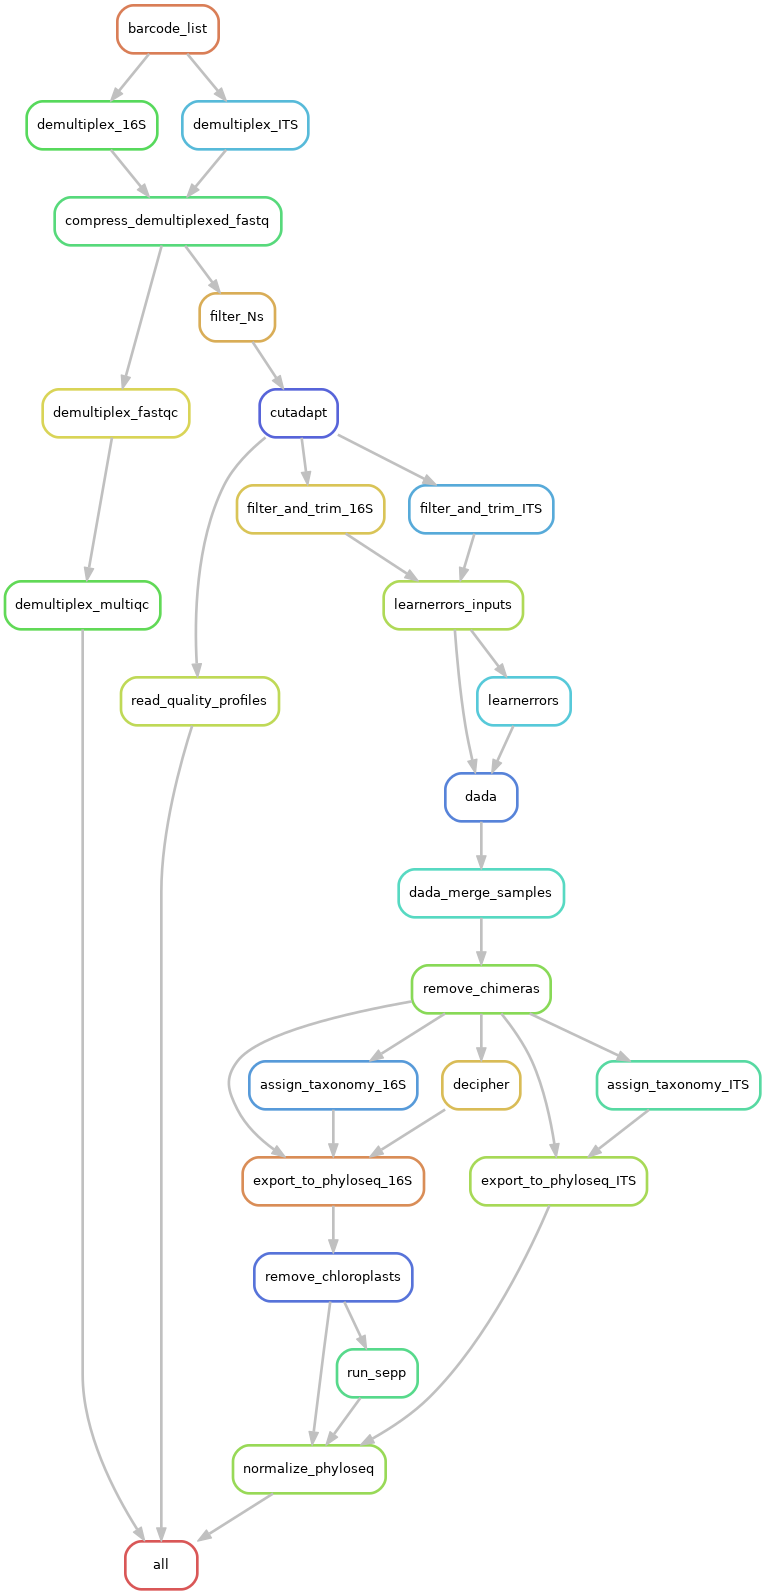 barcode_list
demultiplex_16S
demultiplex_ITS
compress_demultiplexed_fastq
filter_Ns
demultiplex_fastqc
cutadapt
filter_and_trim_16S
filter_and_trim_ITS
demultiplex_multiqc
learnerrors_inputs
read_quality_profiles
learnerrors
dada
dada_merge_samples
remove_chimeras
assign_taxonomy_16S
decipher
assign_taxonomy_ITS
export_to_phyloseq_16S
export_to_phyloseq_ITS
remove_chloroplasts
run_sepp
normalize_phyloseq
all